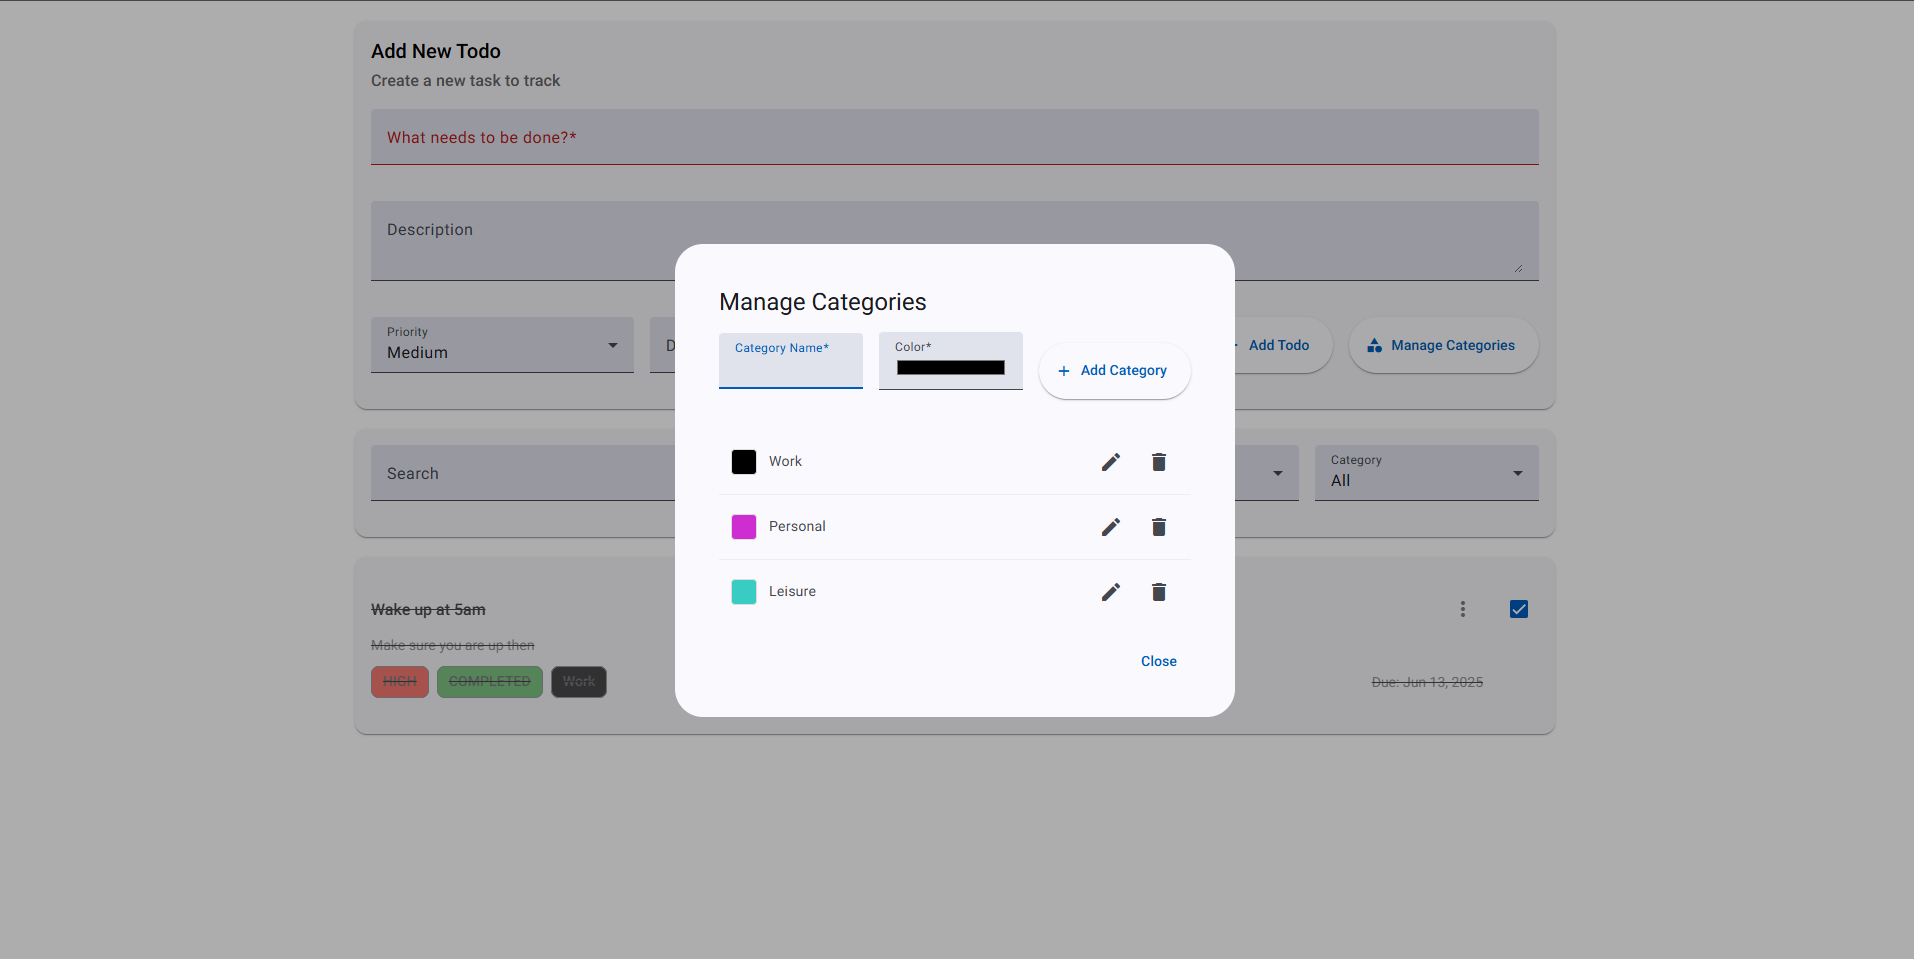 Add New Todo
Create a new task to track
What needs to be done?*
Description
Priority
Medium
D
Add Todo
Manage Categories
Manage Categories
Category Name*
Color*
Add Category
Work
Personal
Leisure
Close
Search
Category
All
Wake up at 5am
Make sure you are up then
HIGH
COMPLETED
Work
Due: Jun 13, 2025